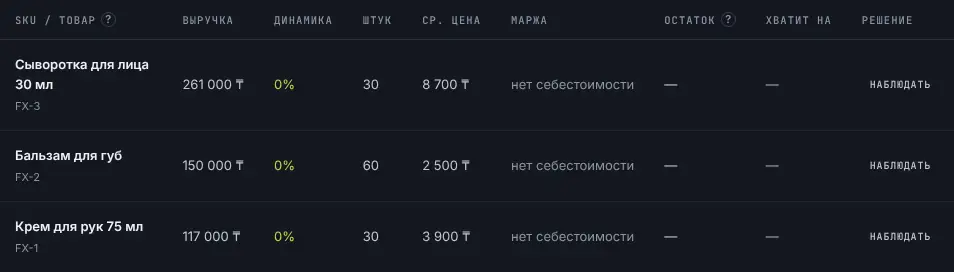 SKU / ТОВАР ? ВЫРУЧКА ДИНАМИКА ШТУК СР. ЦЕНА МАРЖА ОСТАТОК ? ХВАТИТ НА РЕШЕНИЕ
Сыворотка для лица
30 мл
FX-3
261 000 ₸ 0% 30 8 700 ₸ нет себестоимости — — НАБЛЮДАТЬ
Бальзам для губ
FX-2
150 000 ₸ 0% 60 2 500 ₸ нет себестоимости — — НАБЛЮДАТЬ
Крем для рук 75 мл
FX-1
117 000 ₸ 0% 30 3 900 ₸ нет себестоимости — — НАБЛЮДАТЬ